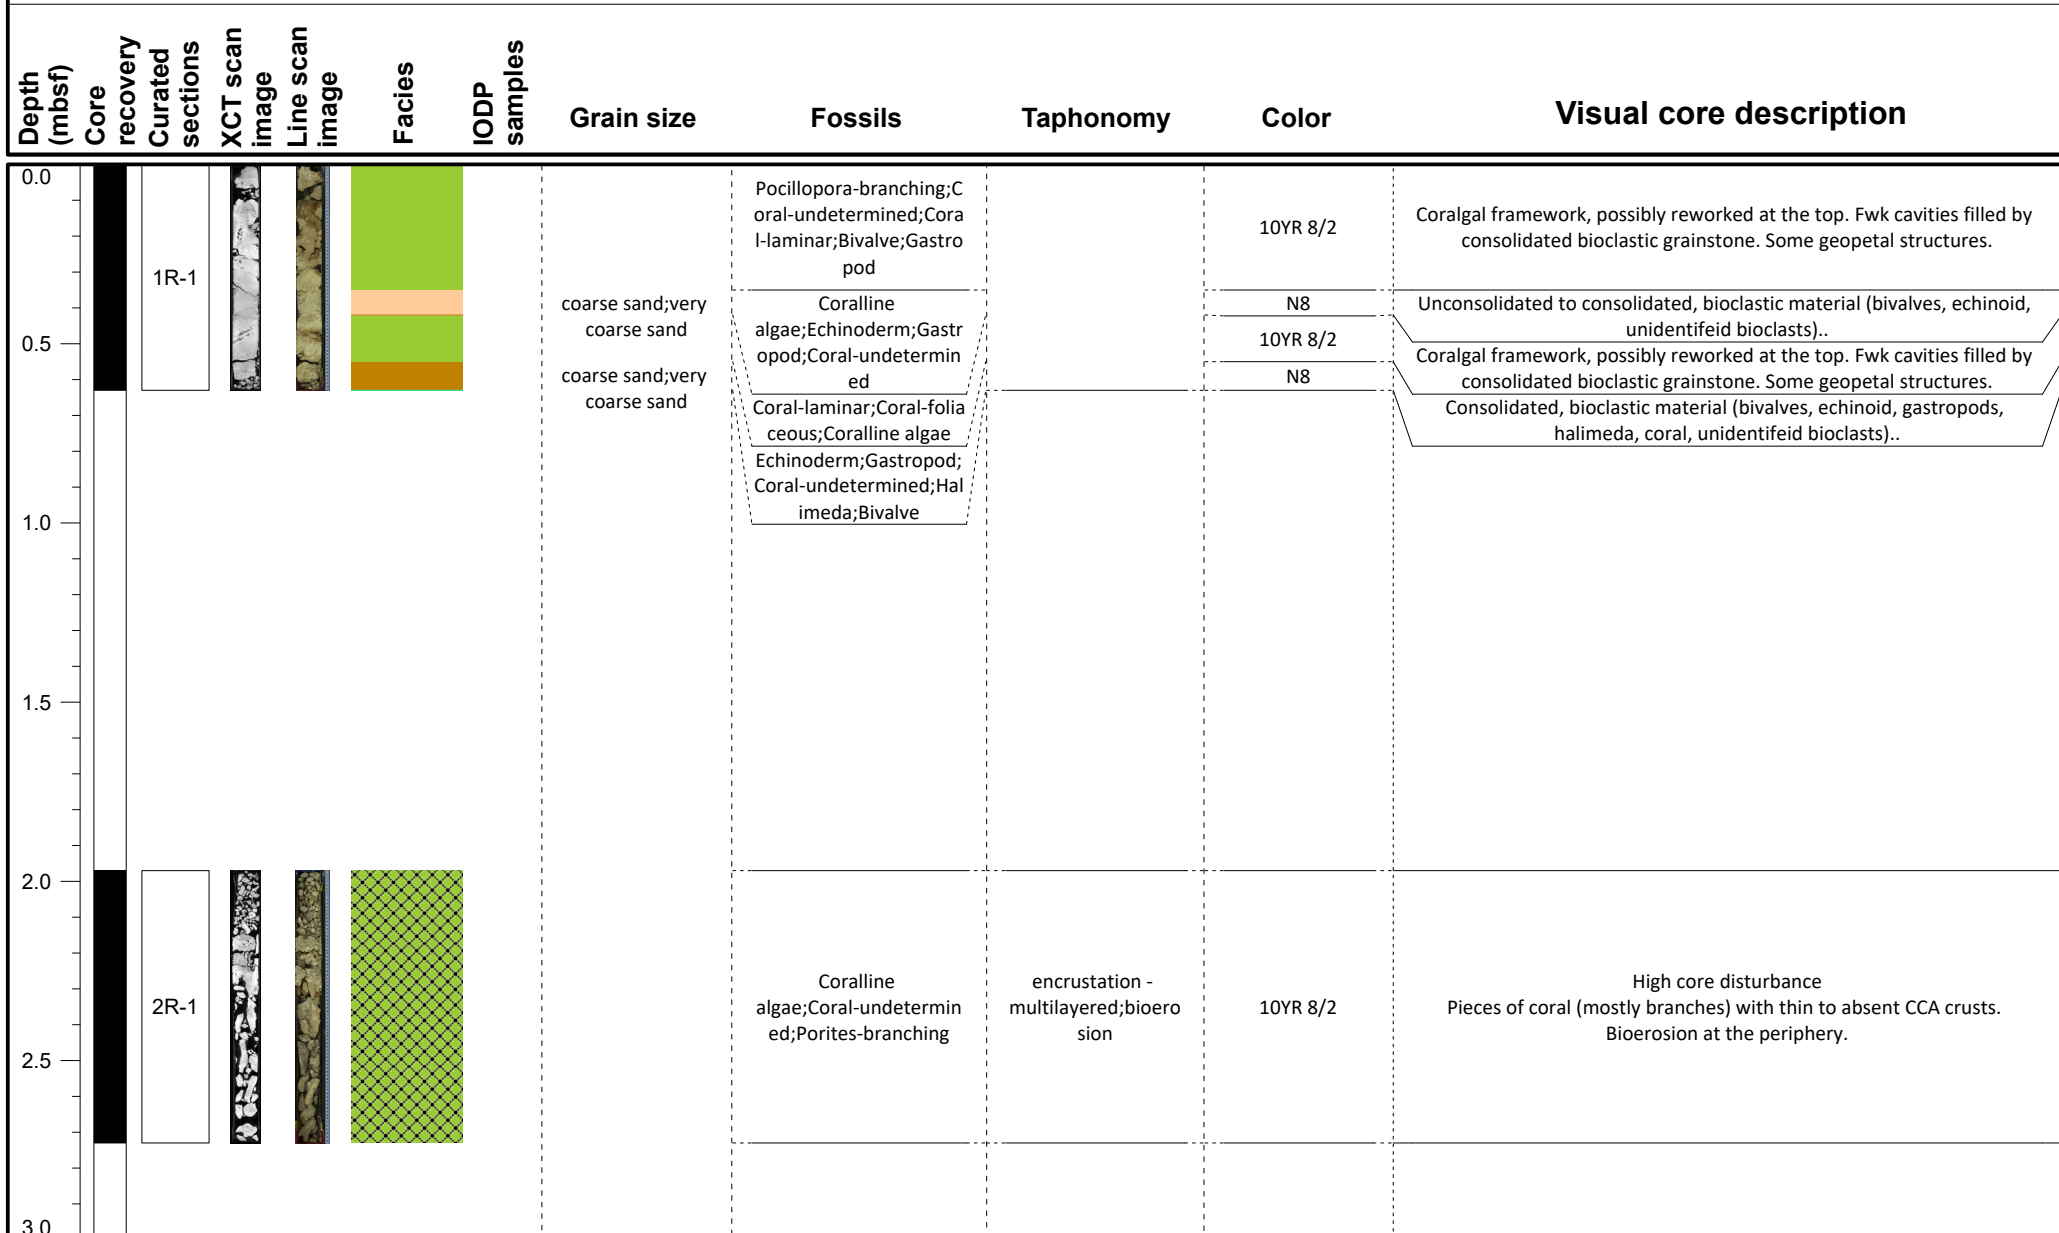 Depth
(mbsf)
Core
recovery
Curated
sections
XCT scan
image
Line scan
image
Facies
IODP
samples
Grain size
Fossils
Taphonomy
Color
Visual core description
0.0
0.5
1.0
1.5
2.0
2.5
3.0
1R-1
2R-1
coarse sand;very
coarse sand
coarse sand;very
coarse sand
Pocillopora-branching;C
oral-undetermined;Cora
l-laminar;Bivalve;Gastro
pod
Coralline
algae;Echinoderm;Gastr
opod;Coral-undetermin
ed
Coral-laminar;Coral-folia
ceous;Coralline algae
Echinoderm;Gastropod;
Coral-undetermined;Hal
imeda;Bivalve
Coralline
algae;Coral-undetermin
ed;Porites-branching
encrustation -
multilayered;bioero
sion
10YR 8/2
N8
10YR 8/2
N8
10YR 8/2
Coralgal framework, possibly reworked at the top. Fwk cavities filled by
consolidated bioclastic grainstone. Some geopetal structures.
Unconsolidated to consolidated, bioclastic material (bivalves, echinoid,
unidentifeid bioclasts)..
Coralgal framework, possibly reworked at the top. Fwk cavities filled by
consolidated bioclastic grainstone. Some geopetal structures.
Consolidated, bioclastic material (bivalves, echinoid, gastropods,
halimeda, coral, unidentifeid bioclasts)..
High core disturbance
Pieces of coral (mostly branches) with thin to absent CCA crusts.
Bioerosion at the periphery.